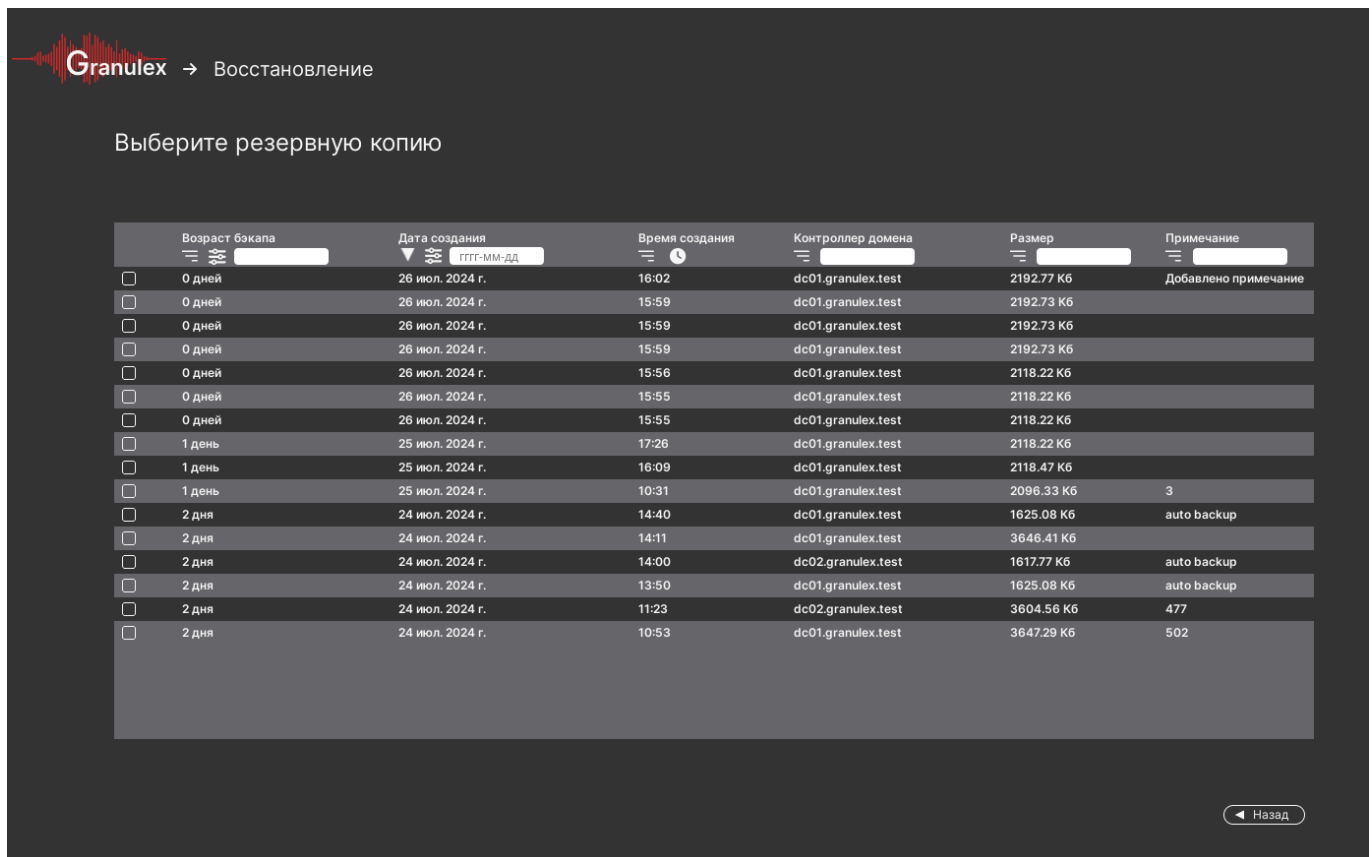 Granulex → Восстановление
Выберите резервную копию
Возраст бэкапа Дата создания Время создания Контроллер домена Размер Примечание
гггг-мм-дд
0 дней 26 июл. 2024 г. 16:02 dc01.granulex.test 2192.77 Кб Добавлено примечание
0 дней 26 июл. 2024 г. 15:59 dc01.granulex.test 2192.73 Кб
0 дней 26 июл. 2024 г. 15:59 dc01.granulex.test 2192.73 Кб
0 дней 26 июл. 2024 г. 15:59 dc01.granulex.test 2192.73 Кб
0 дней 26 июл. 2024 г. 15:56 dc01.granulex.test 2118.22 Кб
0 дней 26 июл. 2024 г. 15:55 dc01.granulex.test 2118.22 Кб
0 дней 26 июл. 2024 г. 15:55 dc01.granulex.test 2118.22 Кб
1 день 25 июл. 2024 г. 17:26 dc01.granulex.test 2118.22 Кб
1 день 25 июл. 2024 г. 16:09 dc01.granulex.test 2118.47 Кб
1 день 25 июл. 2024 г. 10:31 dc01.granulex.test 2096.33 Кб 3
2 дня 24 июл. 2024 г. 14:40 dc01.granulex.test 1625.08 Кб auto backup
2 дня 24 июл. 2024 г. 14:11 dc01.granulex.test 3646.41 Кб
2 дня 24 июл. 2024 г. 14:00 dc02.granulex.test 1617.77 Кб auto backup
2 дня 24 июл. 2024 г. 13:50 dc01.granulex.test 1625.08 Кб auto backup
2 дня 24 июл. 2024 г. 11:23 dc02.granulex.test 3604.56 Кб 477
2 дня 24 июл. 2024 г. 10:53 dc01.granulex.test 3647.29 Кб 502
Назад